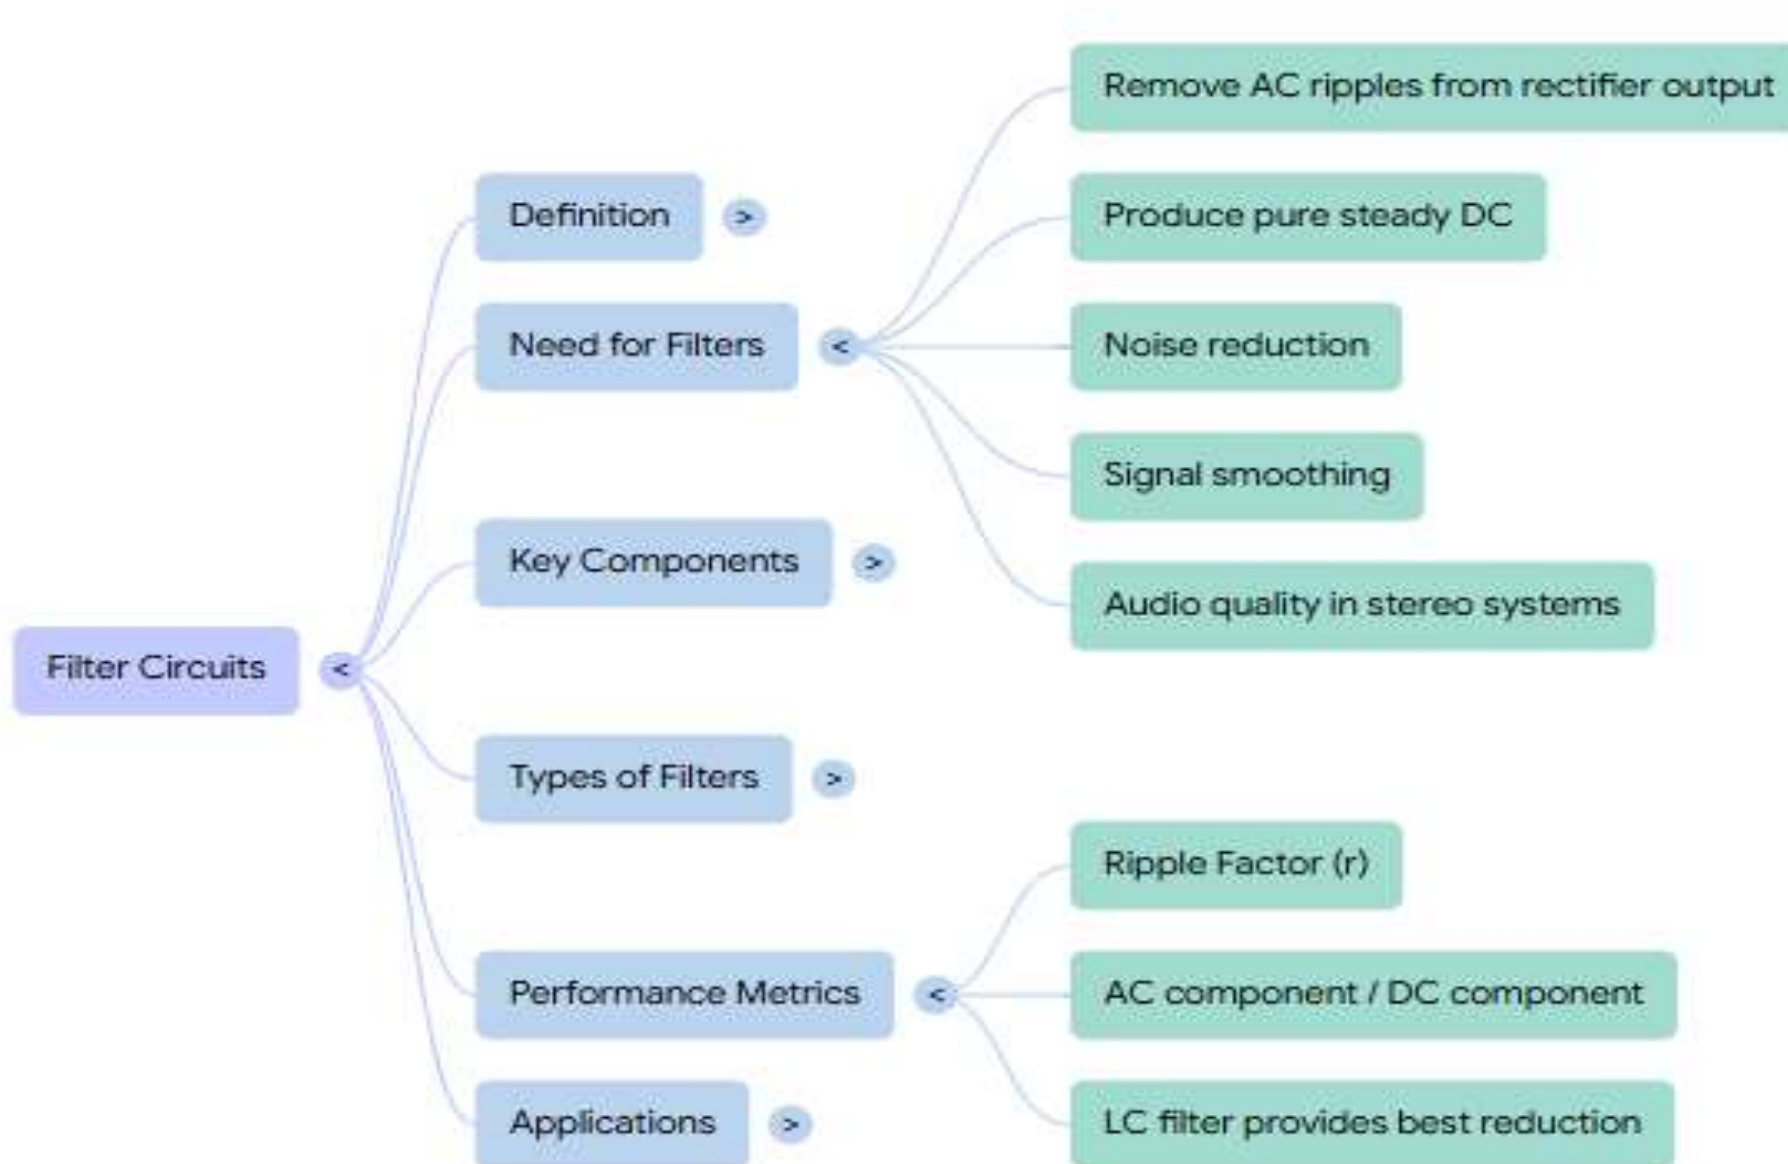 Filter Circuits
<
Definition
>
Need for Filters
<
Remove AC ripples from rectifier output
Produce pure steady DC
Noise reduction
Signal smoothing
Audio quality in stereo systems
Key Components
>
Types of Filters
>
Performance Metrics
<
Ripple Factor (r)
AC component / DC component
LC filter provides best reduction
Applications
>